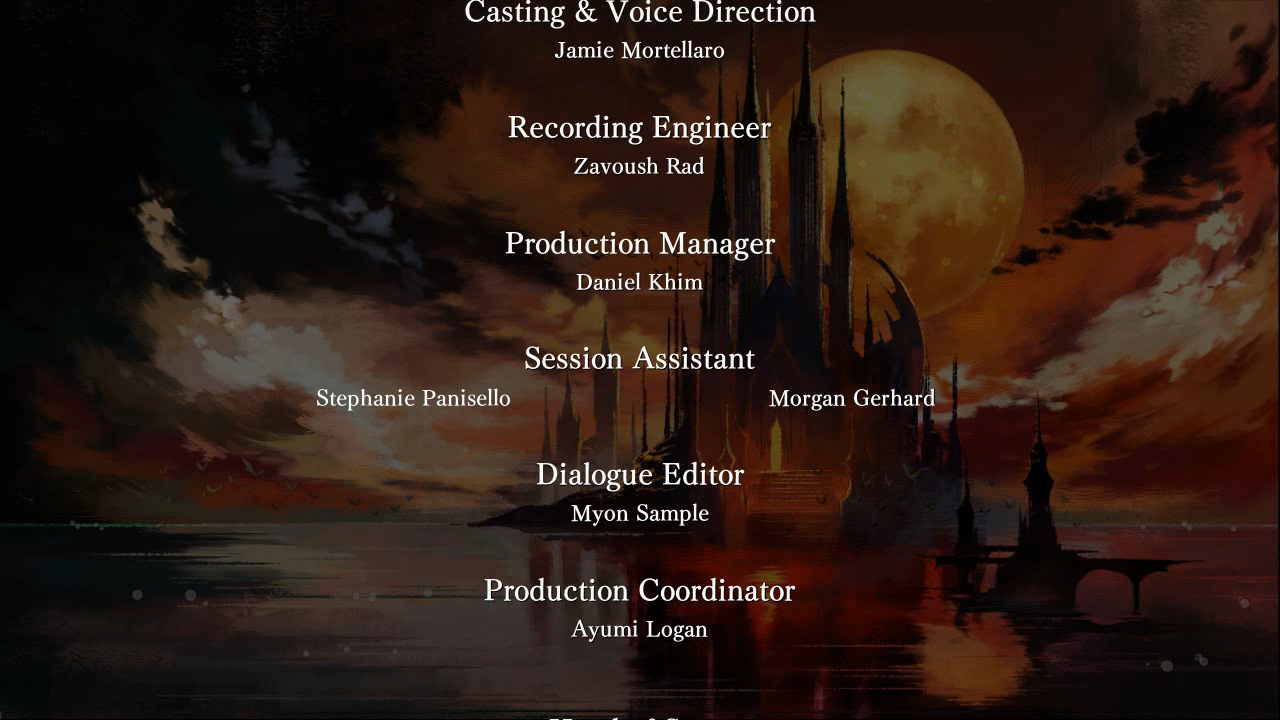 Casting & Voice Direction
Jamie Mortellaro
Recording Engineer
Zavoush Rad
Production Manager
Daniel Khim
Session Assistant
Stephanie Panisello Morgan Gerhard
Dialogue Editor
Myon Sample
Production Coordinator
Ayumi Logan